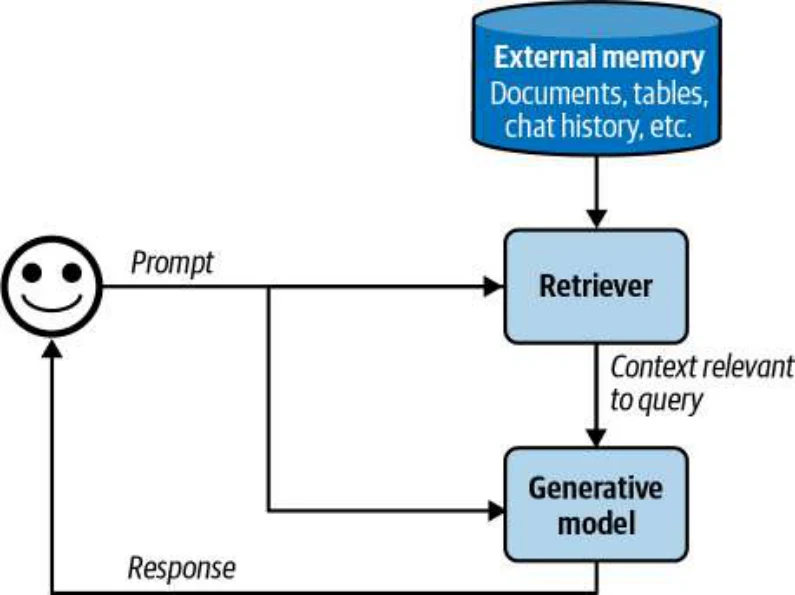 External memory
Documents, tables,
chat history, etc.
Prompt
Retriever
Context relevant
to query
Generative
model
Response